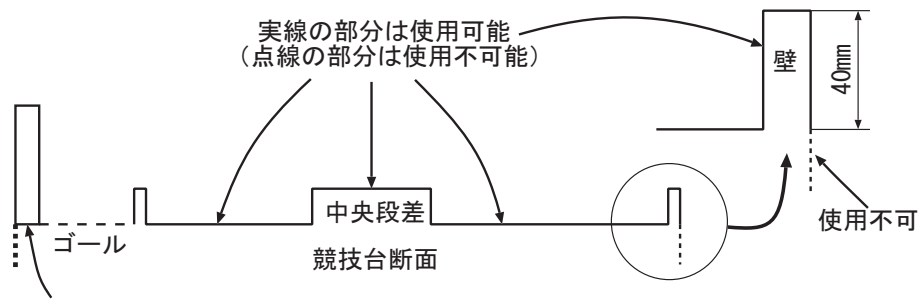 実線の部分は使用可能
（点線の部分は使用不可能）
壁
40mm
中央段差
ゴール
競技台断面
使用不可